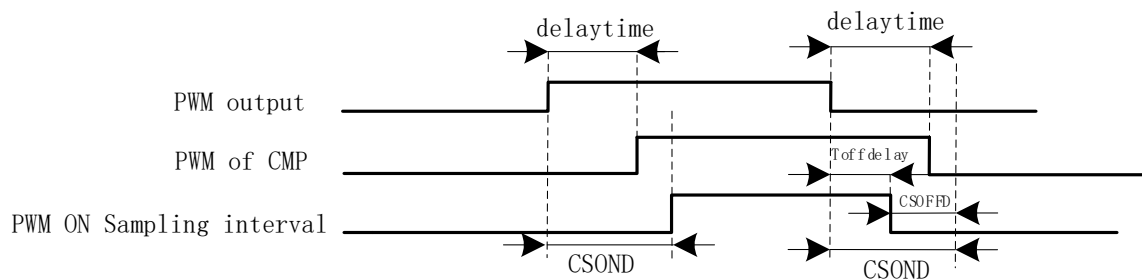 delaytime
delaytime
PWM output
PWM of CMP
Toffdelay
CSOFFD
PWM ON Sampling interval
CSOND
CSOND